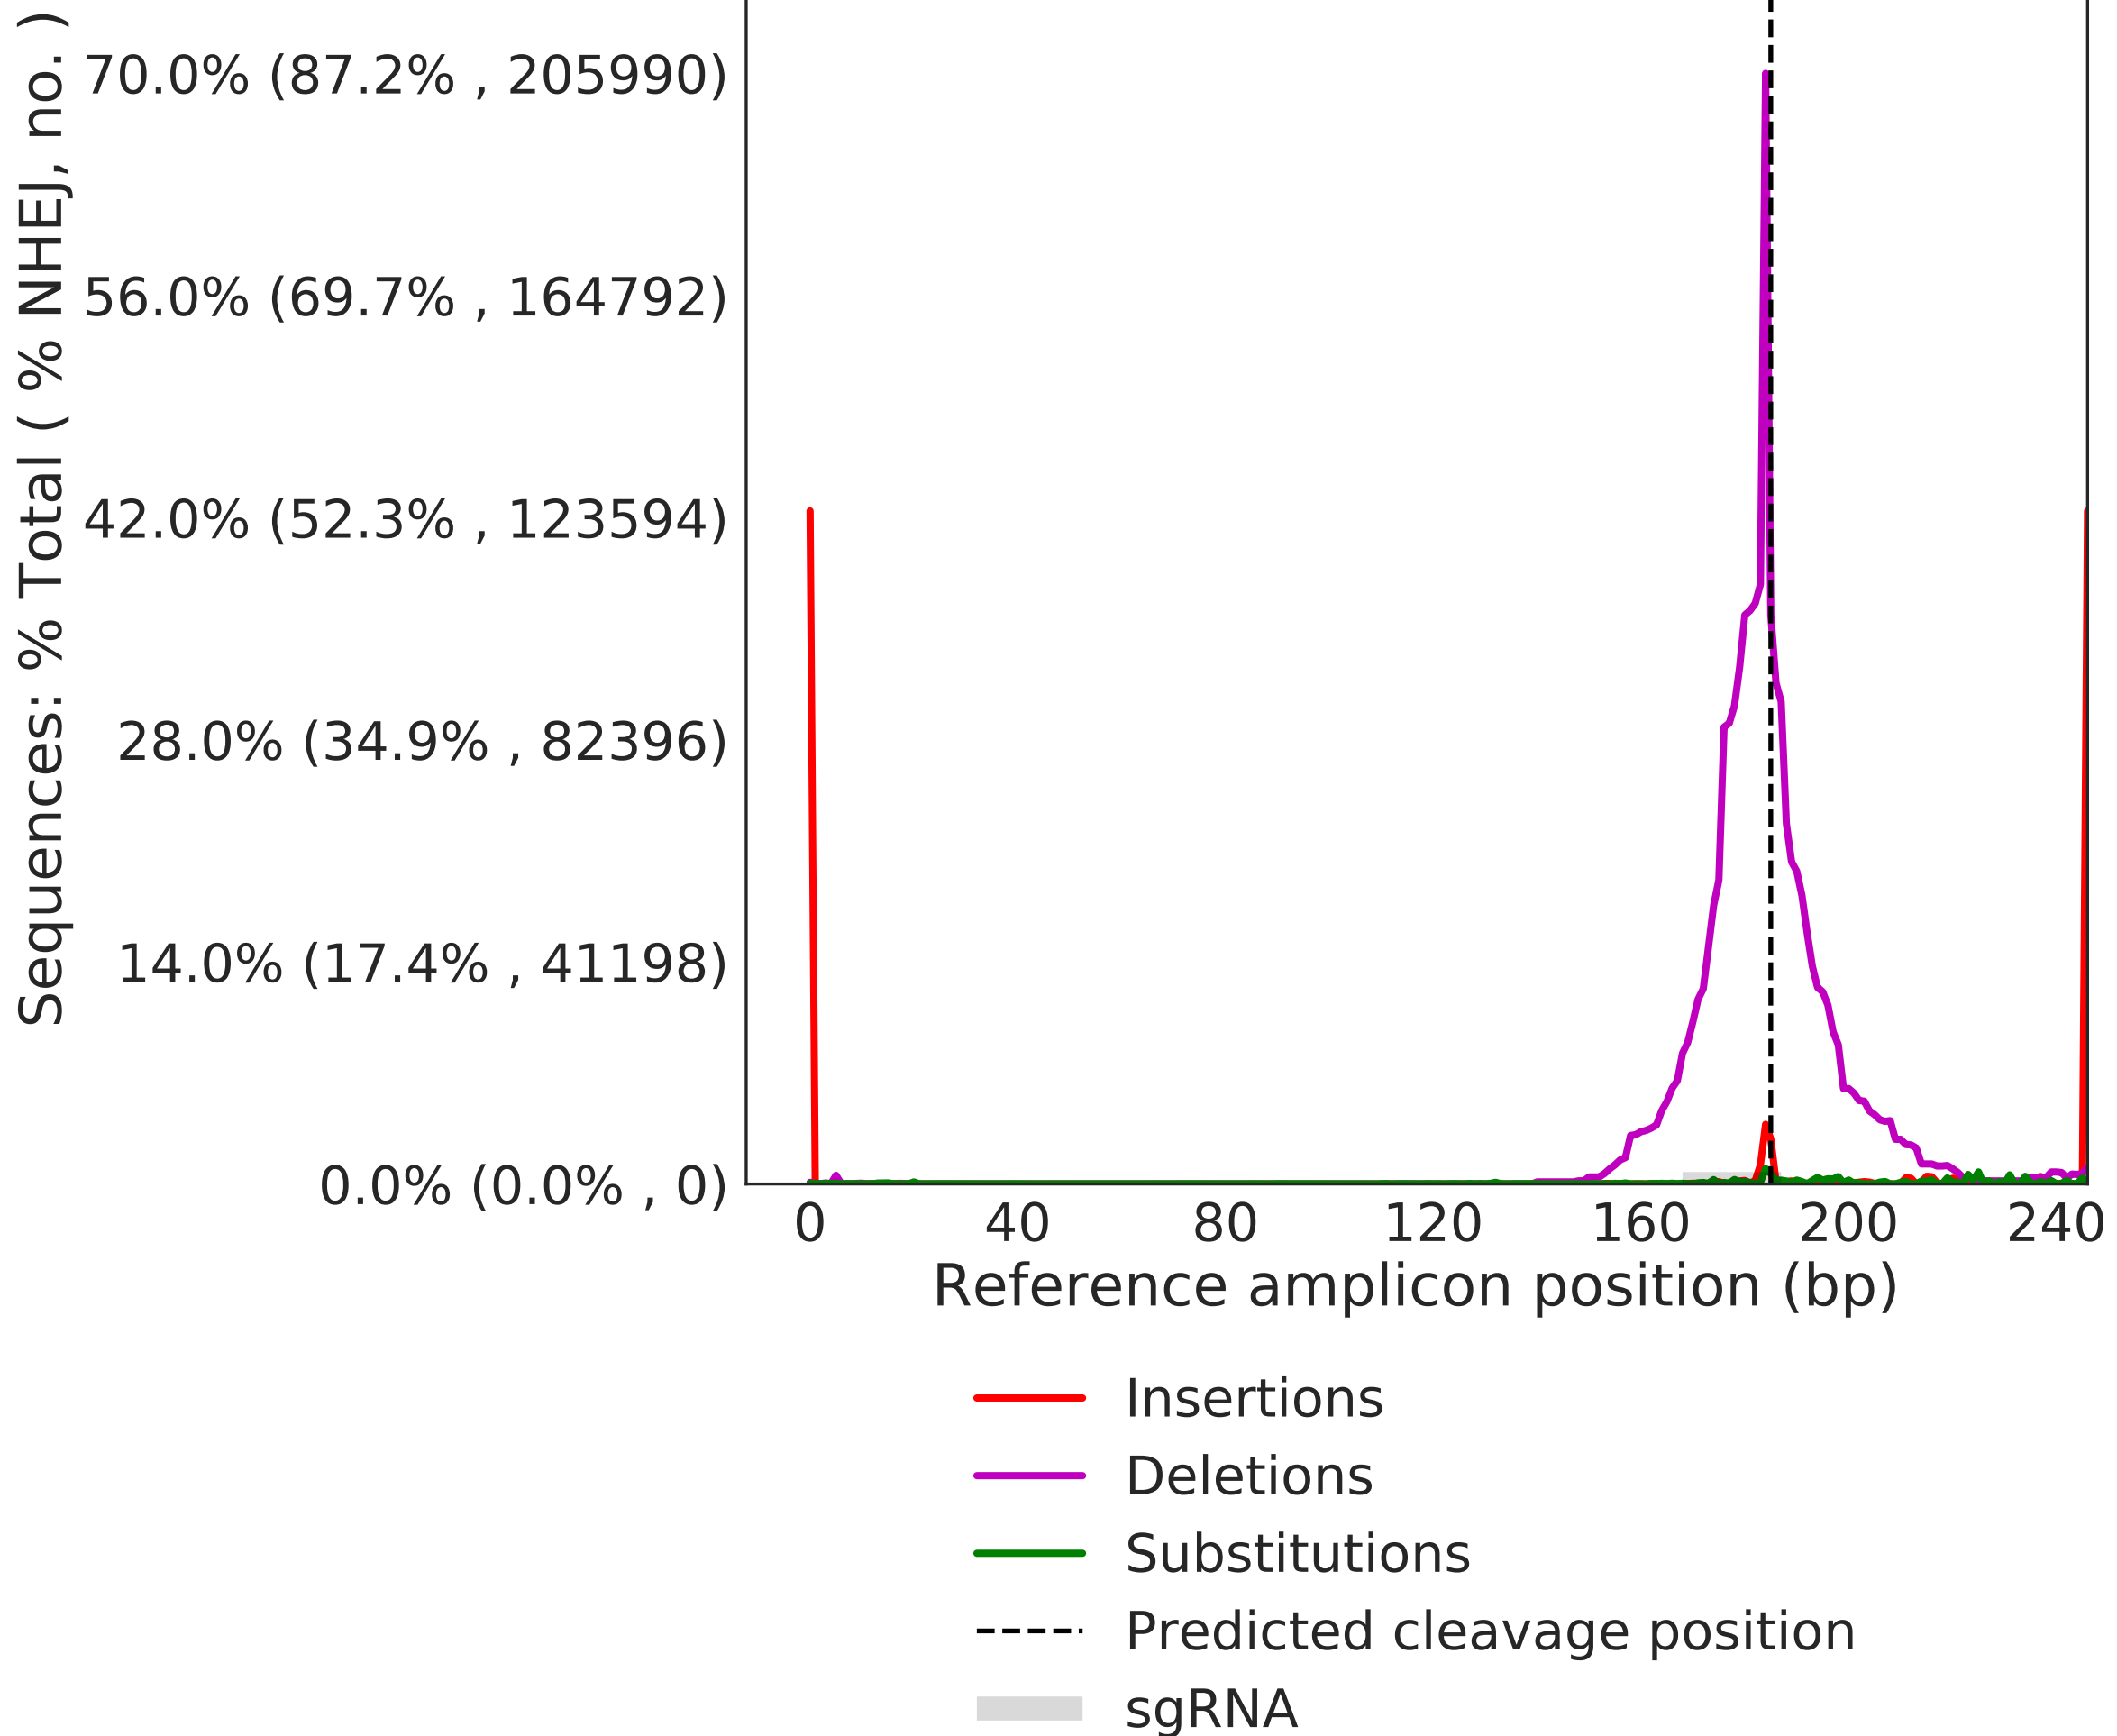 Sequences: % Total ( % NHEJ, no. )
70.0% (87.2% , 205990)
56.0% (69.7% , 164792)
42.0% (52.3% , 123594)
28.0% (34.9% , 82396)
14.0% (17.4% , 41198)
0.0% (0.0% , 0)
0 40 80 120 160 200 240
Reference amplicon position (bp)
Insertions
Deletions
Substitutions
Predicted cleavage position
sgRNA